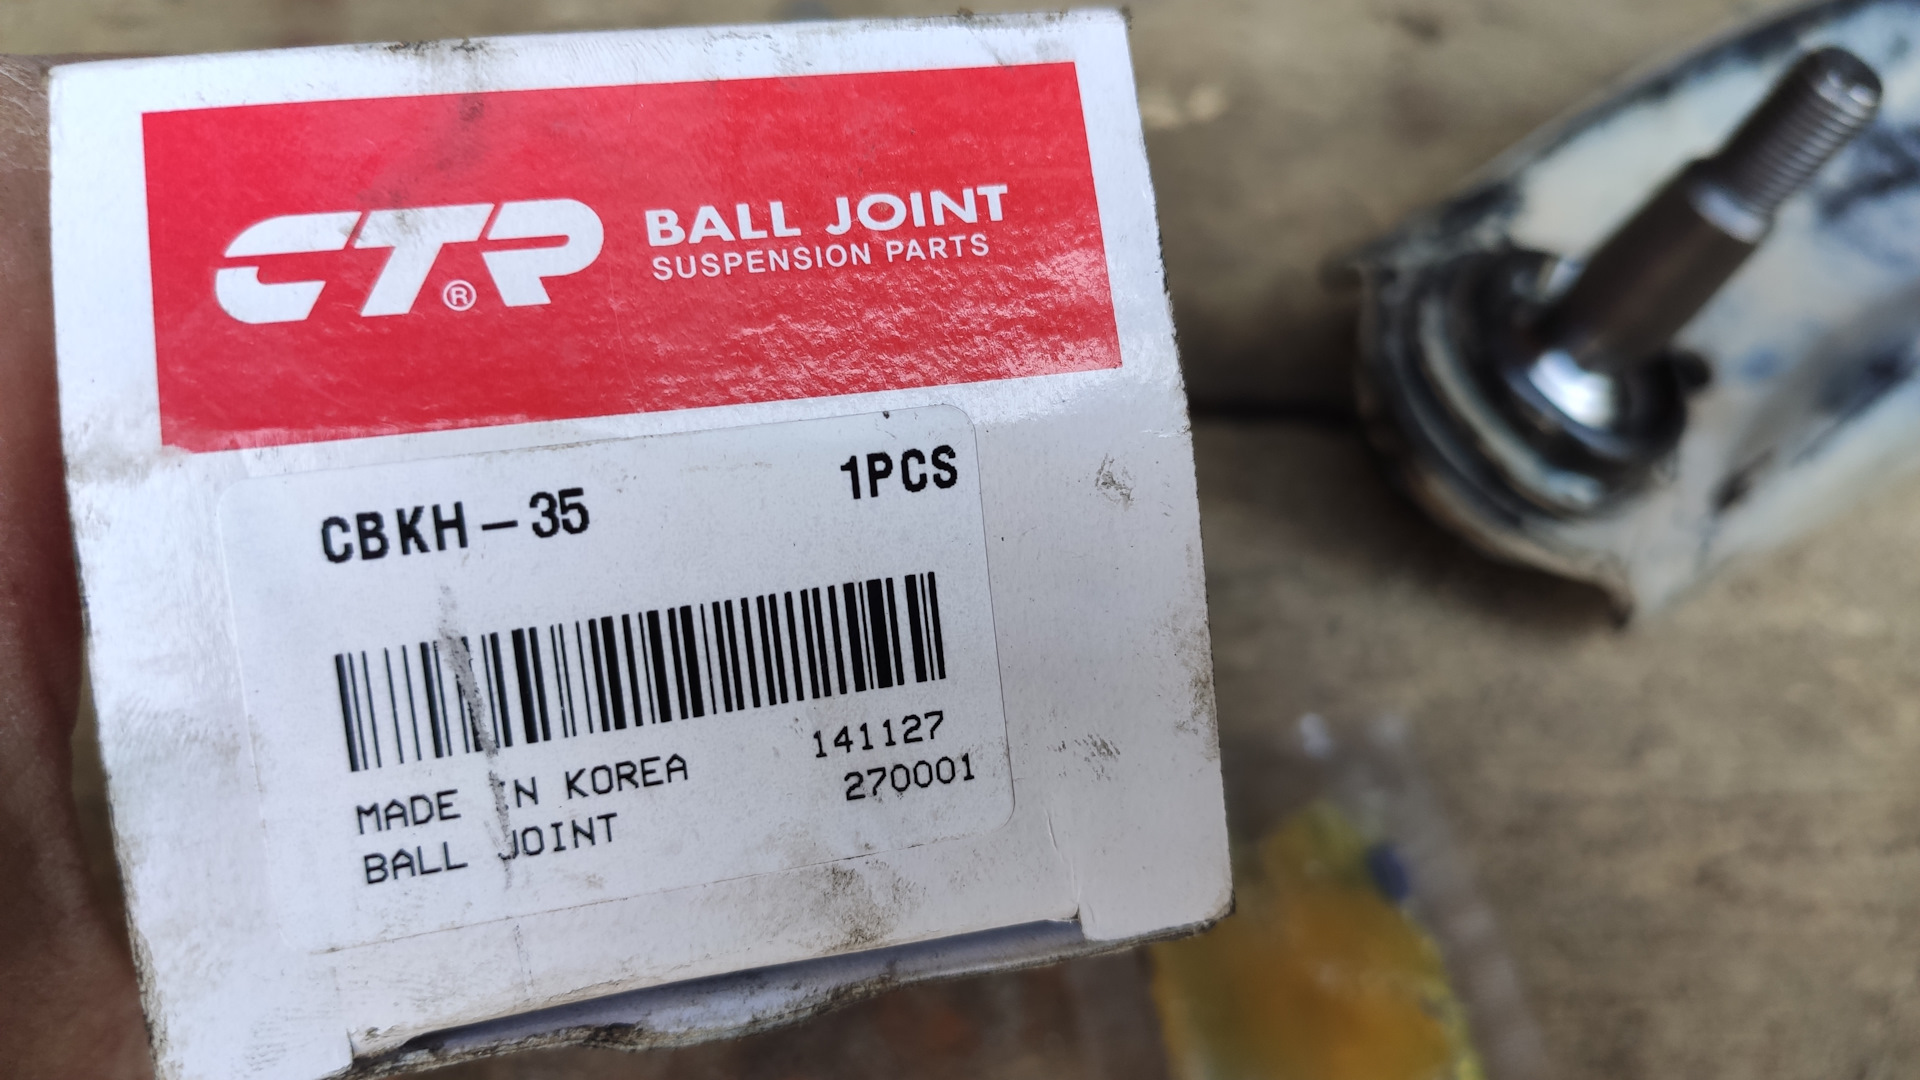 CTR®
BALL JOINT
SUSPENSION PARTS
CBKH-35 1PCS
MADE IN KOREA 141127
BALL JOINT 270001